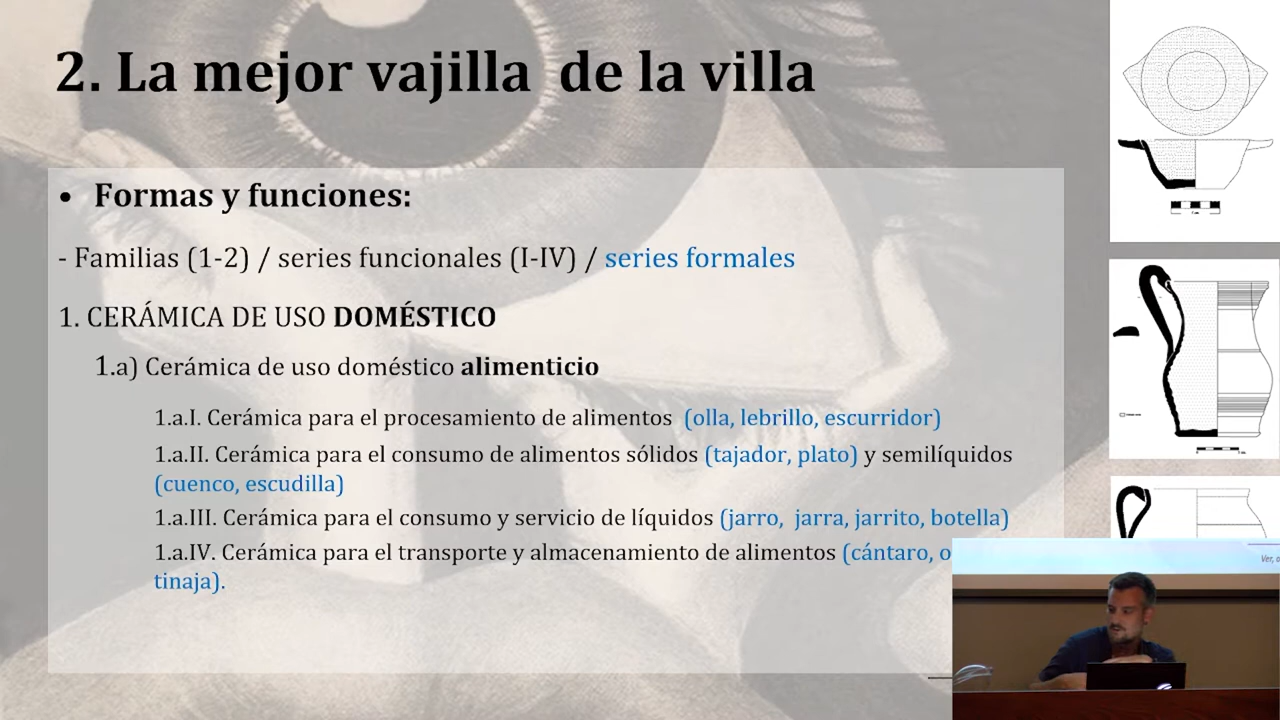 2. La mejor vajilla de la villa
• Formas y funciones:
- Familias (1-2) / series funcionales (I-IV) / series formales
1. CERÁMICA DE USO DOMÉSTICO
1.a) Cerámica de uso doméstico alimenticio
1.a.I. Cerámica para el procesamiento de alimentos (olla, lebrillo, escurridor)
1.a.II. Cerámica para el consumo de alimentos sólidos (tajador, plato) y semilíquidos
(cuenco, escudilla)
1.a.III. Cerámica para el consumo y servicio de líquidos (jarro, jarra, jarrito, botella)
1.a.IV. Cerámica para el transporte y almacenamiento de alimentos (cántaro,
tinaja).
Ver,